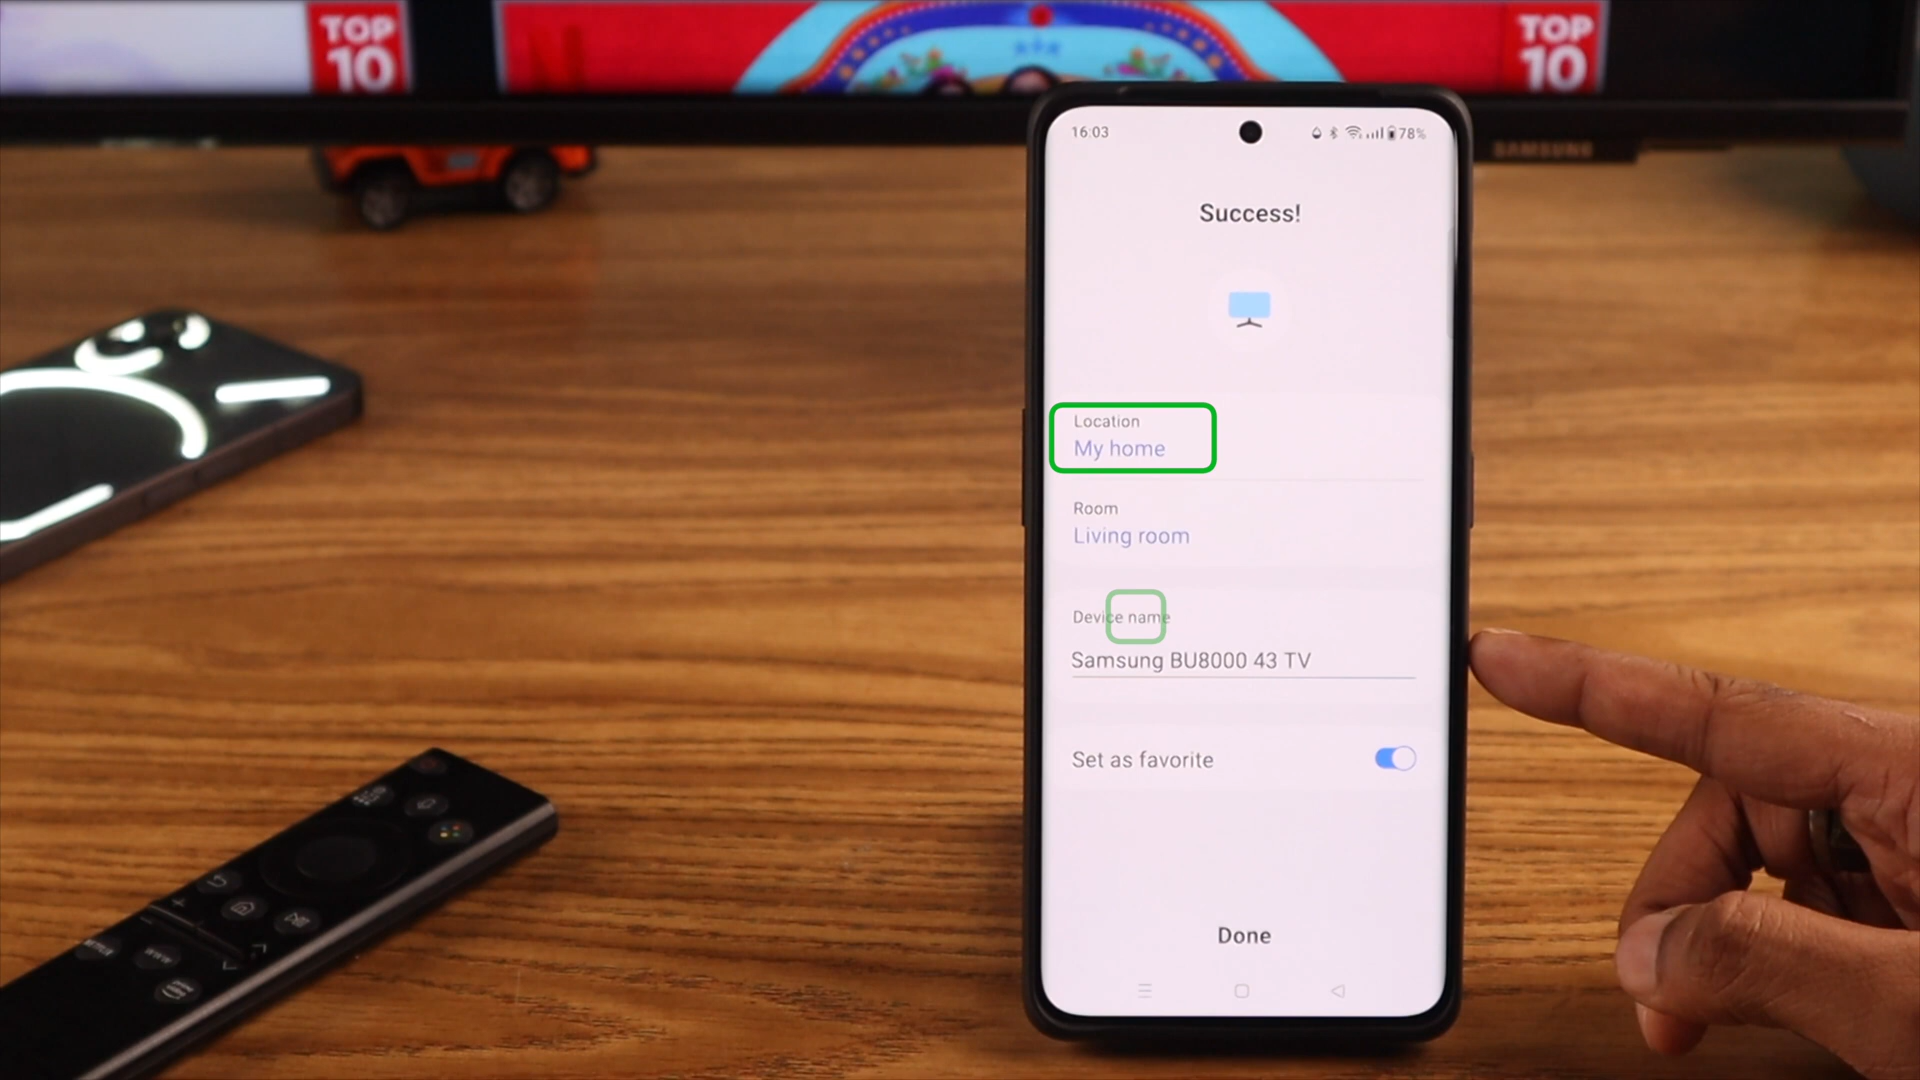 TOP
10
TOP
10
SAMSUNG
16:03
78%
Success!
Location
My home
Room
Living room
Device name
Samsung BU8000 43 TV
Set as favorite
Done
NETFLIX